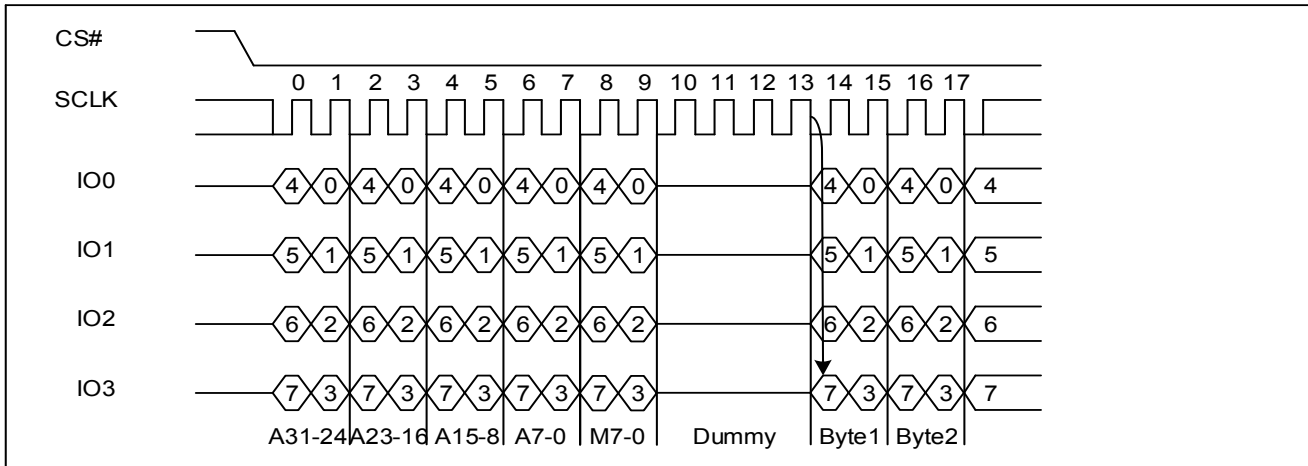 CS#
0 1 2 3 4 5 6 7 8 9 10 11 12 13 14 15 16 17
SCLK
IO0 4 0 4 0 4 0 4 0 4 0 4 0 4 0 4
IO1 5 1 5 1 5 1 5 1 5 1 5 1 5 1 5
IO2 6 2 6 2 6 2 6 2 6 2 6 2 6 2 6
IO3 7 3 7 3 7 3 7 3 7 3 7 3 7 3 7
A31-24 A23-16 A15-8 A7-0 M7-0 Dummy Byte1 Byte2